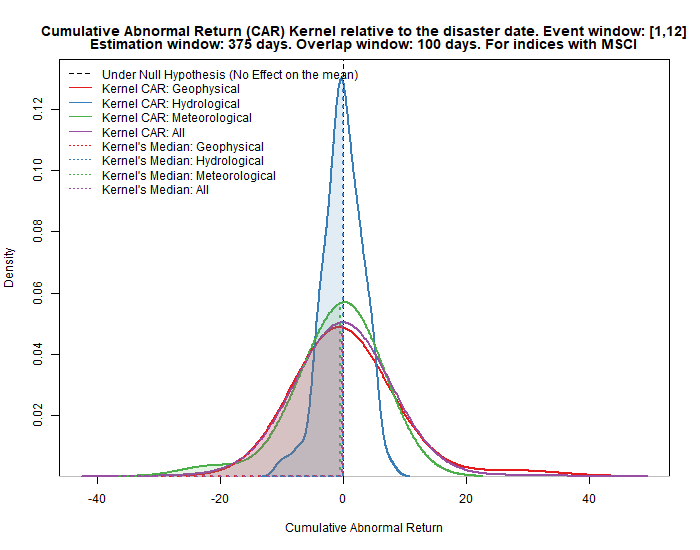 Cumulative Abnormal Return (CAR) Kernel relative to the disaster date. Event window: [1,12]
Estimation window: 375 days. Overlap window: 100 days. For indices with MSCI
Under Null Hypothesis (No Effect on the mean)
Kernel CAR: Geophysical
Kernel CAR: Hydrological
Kernel CAR: Meteorological
Kernel CAR: All
Kernel's Median: Geophysical
Kernel's Median: Hydrological
Kernel's Median: Meteorological
Kernel's Median: All
0.12
0.10
0.08
0.06
0.04
0.02
Density
-40 -20 0 20 40
Cumulative Abnormal Return